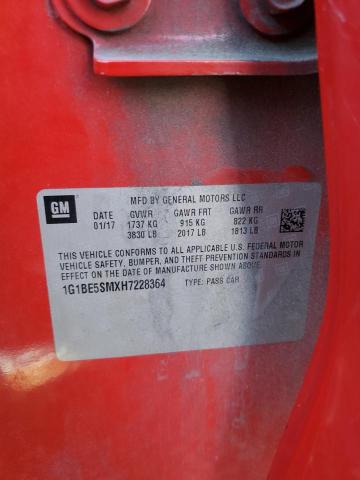 GM
MFD BY GENERAL MOTORS LLC
DATE GVWR GAWR FRT GAWR RR
01/17 1737 KG 915 KG 822 KG
3830 LB 2017 LB 1813 LB
THIS VEHICLE CONFORMS TO ALL APPLICABLE U.S. FEDERAL MOTOR
VEHICLE SAFETY, BUMPER, AND THEFT PREVENTION STANDARDS IN
EFFECT ON THE DATE OF MANUFACTURE SHOWN ABOVE.
1G1BE5SMXH7228364 TYPE: PASS CAR